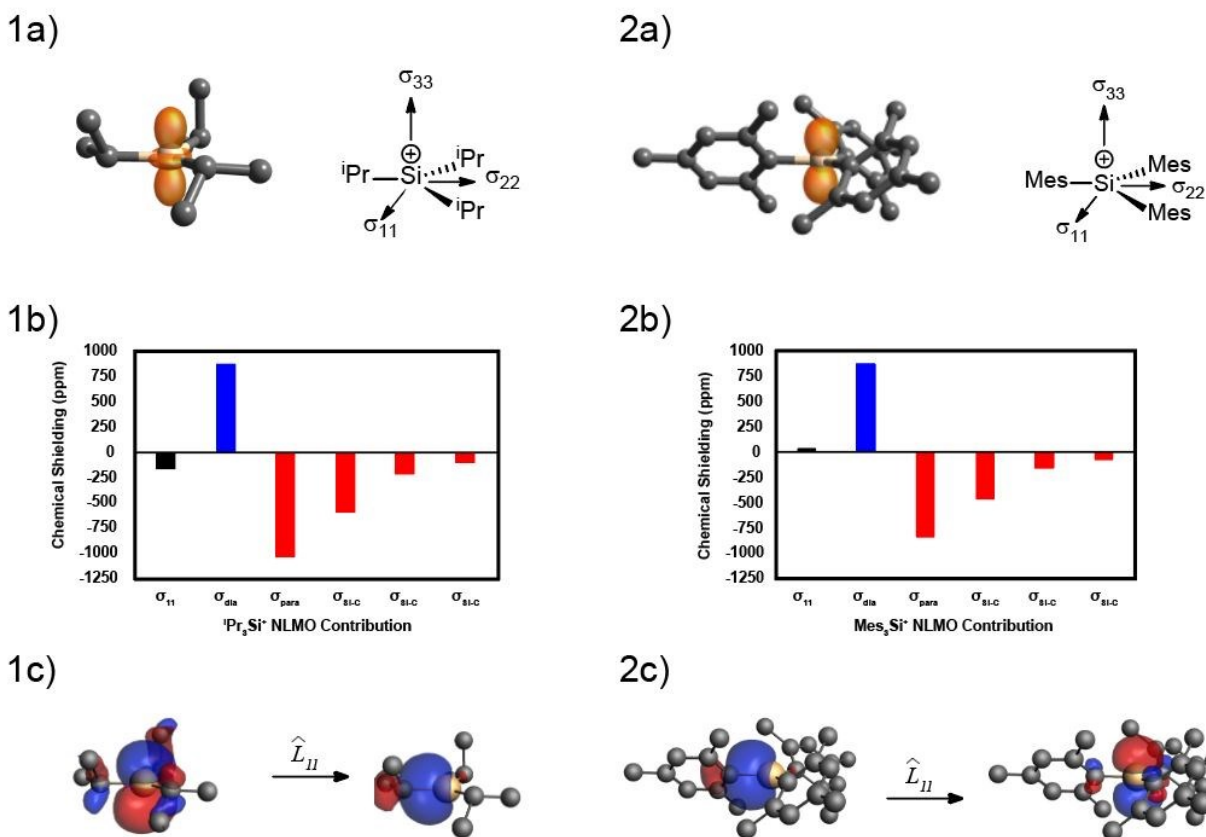 1a)
2a)
σ33
⊕
iPr
Si
iPr
iPr
σ22
σ11
σ33
⊕
Mes
Si
Mes
Mes
σ22
σ11
1b)
2b)
Chemical Shielding (ppm)
1000
750
500
250
0
-250
-500
-750
-1000
-1250
σ11 σdia σpara σSi-C σSi-C σSi-C
iPr3Si+ NLMO Contribution
Chemical Shielding (ppm)
1000
750
500
250
0
-250
-500
-750
-1000
-1250
σ11 σdia σpara σSi-C σSi-C σSi-C
Mes3Si+ NLMO Contribution
1c)
2c)
L̂11
L̂11